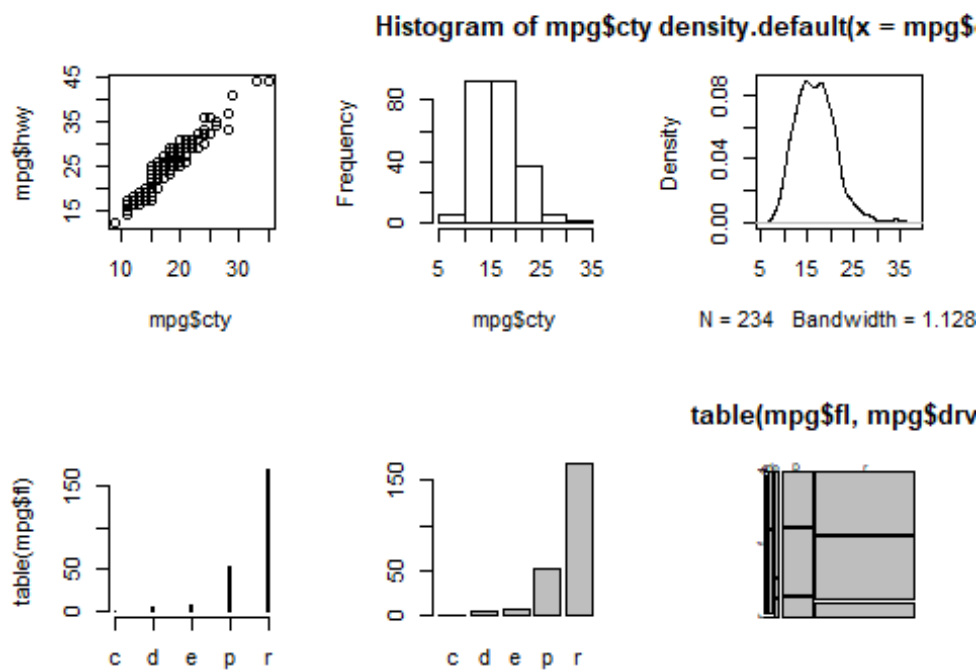 Histogram of mpg$cty density.default(x = mpg$
mpg$hwy
15 25 35 45
10 20 30
mpg$cty
Frequency
0 40 80
5 15 25 35
mpg$cty
Density
0.00 0.04 0.08
5 15 25 35
N = 234 Bandwidth = 1.128
table(mpg$fl, mpg$drv
table(mpg$fl)
0 50 150
c d e p r
0 50 150
c d e p r
p r